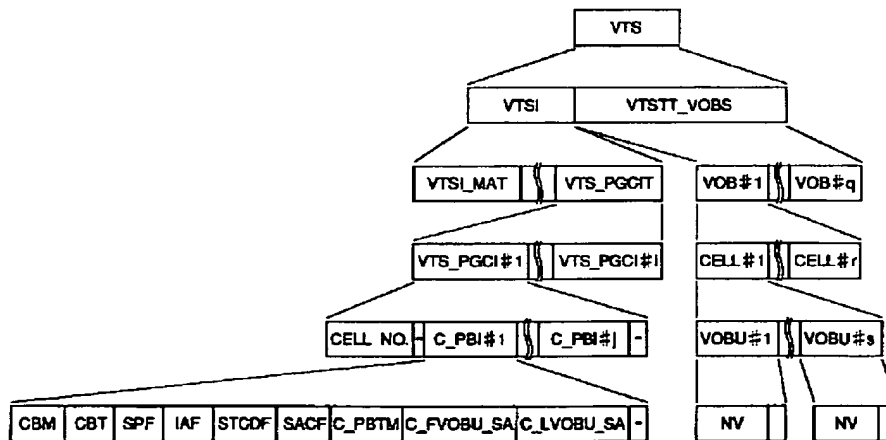 VTS
VTSI VTSTT_VOBS
VTSI_MAT VTS_PGCIT VOB#1 VOB#q
VTS_PGCI#1 VTS_PGCI#i CELL#1 CELL#r
CELL NO. - C_PBI#1 C_PBI#j - VOBU#1 VOBU#s
CBM CBT SPF IAF STCDF SACF C_PBTM C_FVOBU_SA C_LVOBU_SA - NV NV